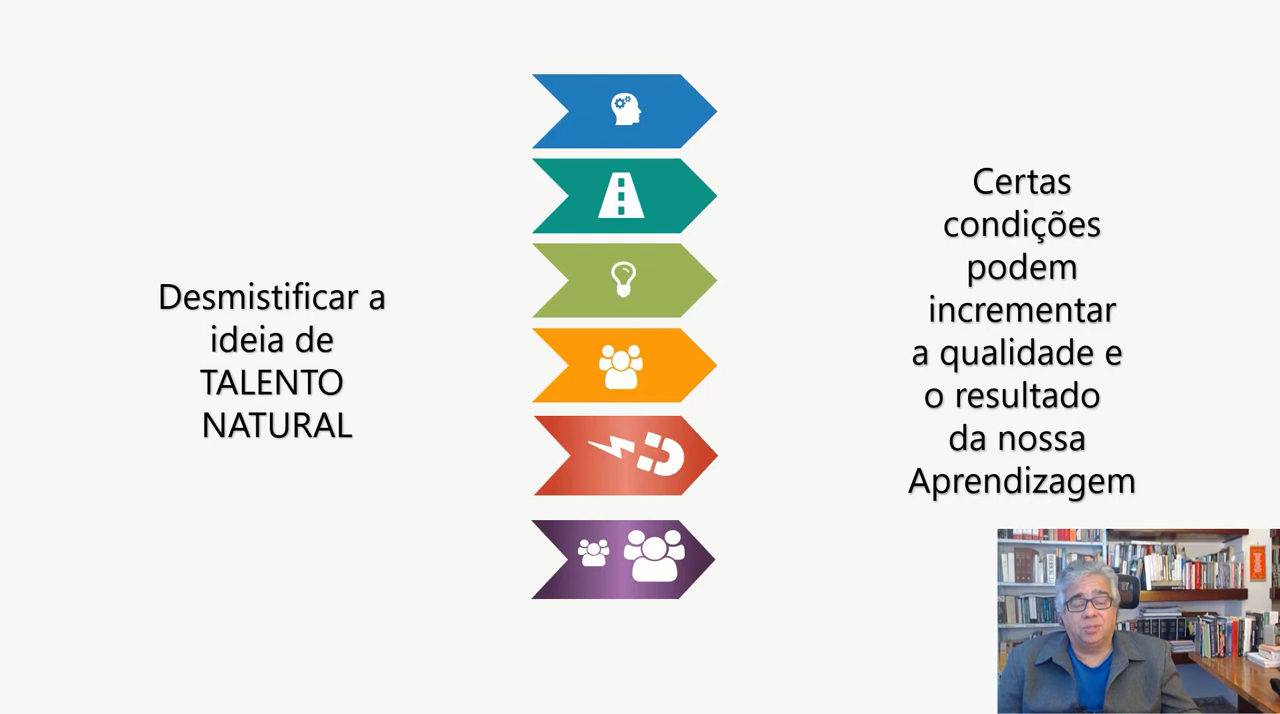 Desmistificar a
ideia de
TALENTO
NATURAL
Certas
condições
podem
incrementar
a qualidade e
o resultado
da nossa
Aprendizagem